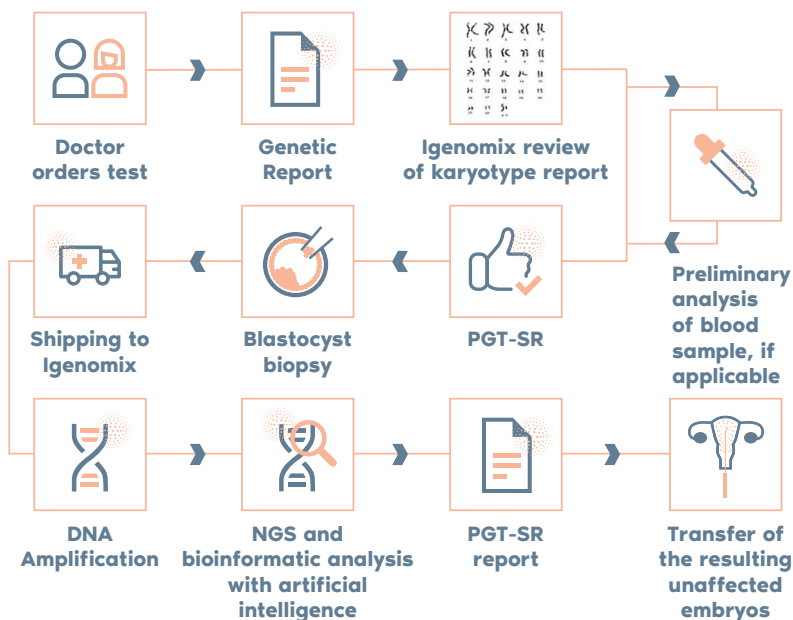 Doctor
orders test
Genetic
Report
Igenomix review
of karyotype report
Preliminary
analysis
of blood
sample, if
applicable
PGT-SR
Blastocyst
biopsy
Shipping to
Igenomix
DNA
Amplification
NGS and
bioinformatic analysis
with artificial
intelligence
PGT-SR
report
Transfer of
the resulting
unaffected
embryos